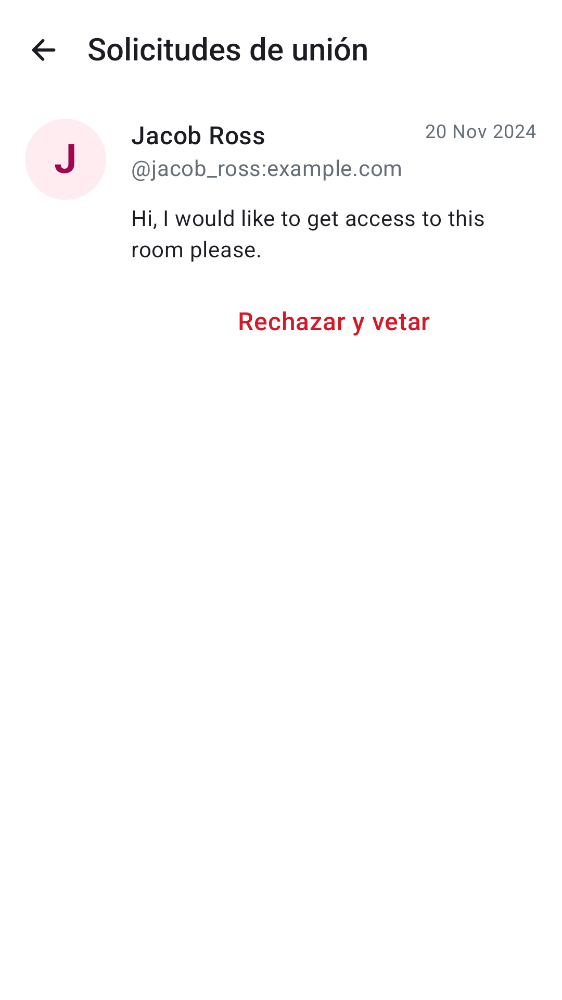 Solicitudes de unión
J
Jacob Ross
20 Nov 2024
@jacob_ross:example.com
Hi, I would like to get access to this
room please.
Rechazar y vetar